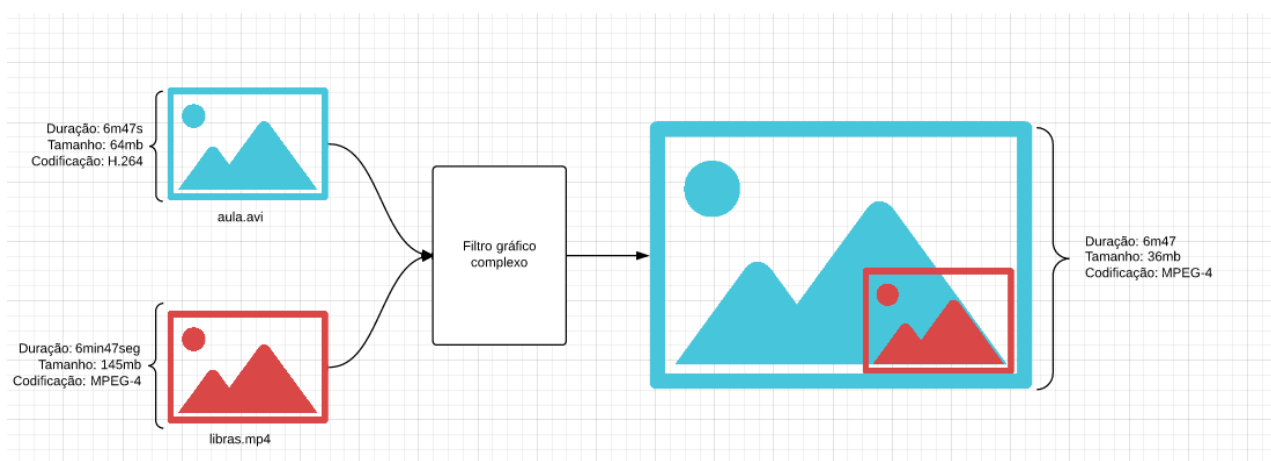 Duração: 6m47s
Tamanho: 64mb
Codificação: H.264
aula.avi
Duração: 6min47seg
Tamanho: 145mb
Codificação: MPEG-4
libras.mp4
Filtro gráfico
complexo
Duração: 6m47
Tamanho: 36mb
Codificação: MPEG-4